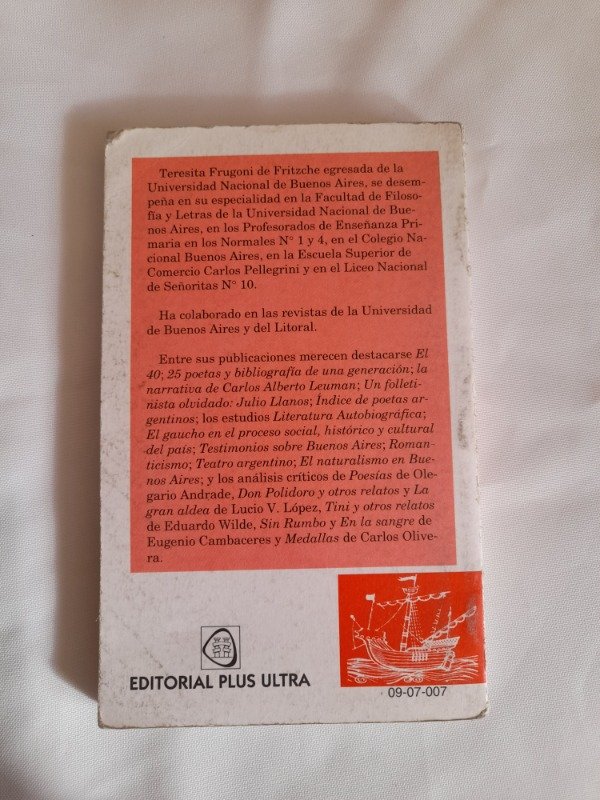 Teresita Frugoni de Fritzche egresada de la
Universidad Nacional de Buenos Aires, se desem-
peña en su especialidad en la Facultad de Filoso-
fía y Letras de la Universidad Nacional de Bue-
nos Aires, en los Profesorados de Enseñanza Pri-
maria en los Normales N° 1 y 4, en el Colegio Na-
cional Buenos Aires, en la Escuela Superior de
Comercio Carlos Pellegrini y en el Liceo Nacional
de Señoritas N° 10.
Ha colaborado en las revistas de la Universidad
de Buenos Aires y del Litoral.
Entre sus publicaciones merecen destacarse El
40; 25 poetas y bibliografía de una generación; la
narrativa de Carlos Alberto Leuman; Un folleti-
nista olvidado: Julio Llanos; Índice de poetas ar-
gentinos; los estudios Literatura Autobiográfica;
El gaucho en el proceso social, histórico y cultural
del país; Testimonios sobre Buenos Aires; Roman-
ticismo; Teatro argentino; El naturalismo en Bue-
nos Aires; y los análisis críticos de Poesías de Ole-
gario Andrade, Don Polidoro y otros relatos y La
gran aldea de Lucio V. López, Tini y otros relatos
de Eduardo Wilde, Sin Rumbo y En la sangre de
Eugenio Cambaceres y Medallas de Carlos Olive-
ra.
EDITORIAL PLUS ULTRA
09-07-007